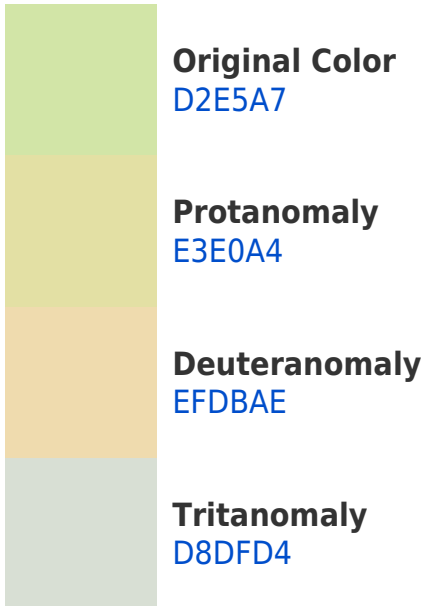 Original Color
D2E5A7
Protanomaly
E3E0A4
Deuteranomaly
EFDBAE
Tritanomaly
D8DFD4